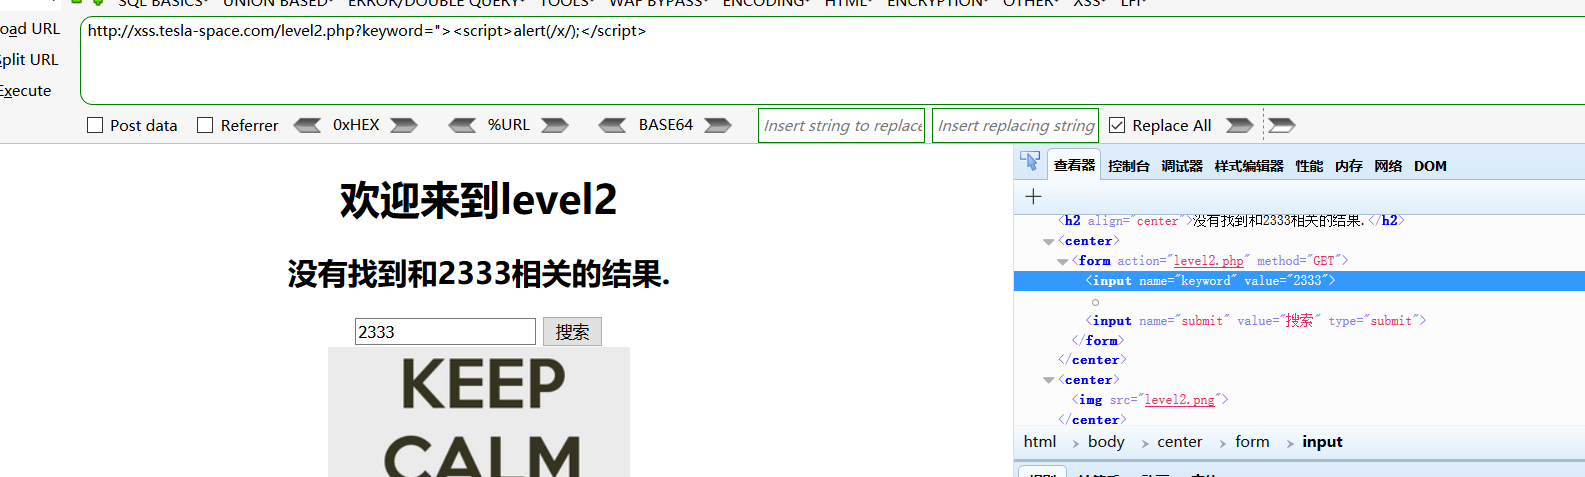 SQL BASICS UNION BASED ERROR/DOUBLE QUERY TOOLS WAF BYPASS ENCODING HTML ENCRYPTION OTHER XSS LFI
oad URL
http://xss.tesla-space.com/level2.php?keyword="><script>alert(/x/);</script>
Split URL
Execute
Post data Referrer 0xHEX %URL BASE64 Insert string to replace Insert replacing string Replace All
欢迎来到level2
没有找到和2333相关的结果.
2333 搜索
KEEP
CALM
查看器 控制台 调试器 样式编辑器 性能 内存 网络 DOM
+
<h2 align="center">没有找到和2333相关的结果.</h2>
<center>
<form action="level2.php" method="GET">
<input name="keyword" value="2333">
<input name="submit" value="搜索" type="submit">
</form>
</center>
<center>
<img src="level2.png">
</center>
html body center form input